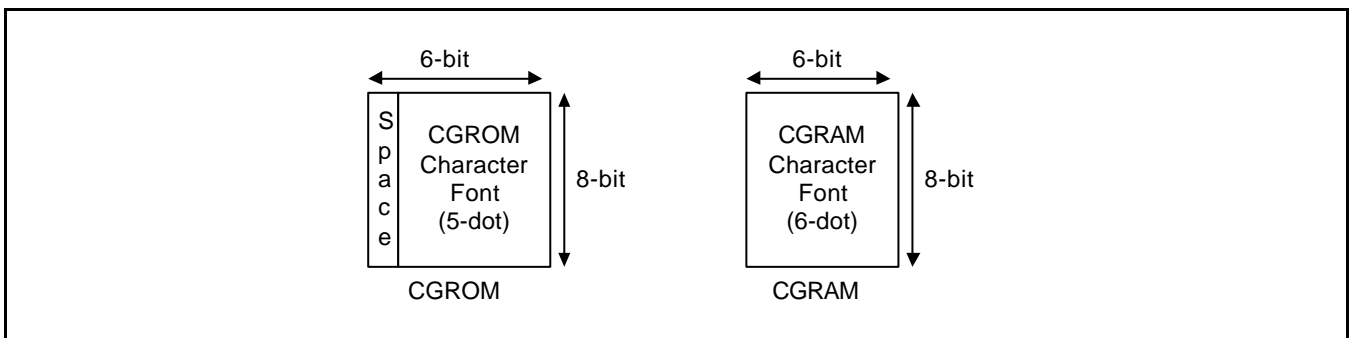 6-bit
6-bit
Space
CGROM
Character
Font
(5-dot)
8-bit
CGRAM
Character
Font
(6-dot)
8-bit
CGROM
CGRAM